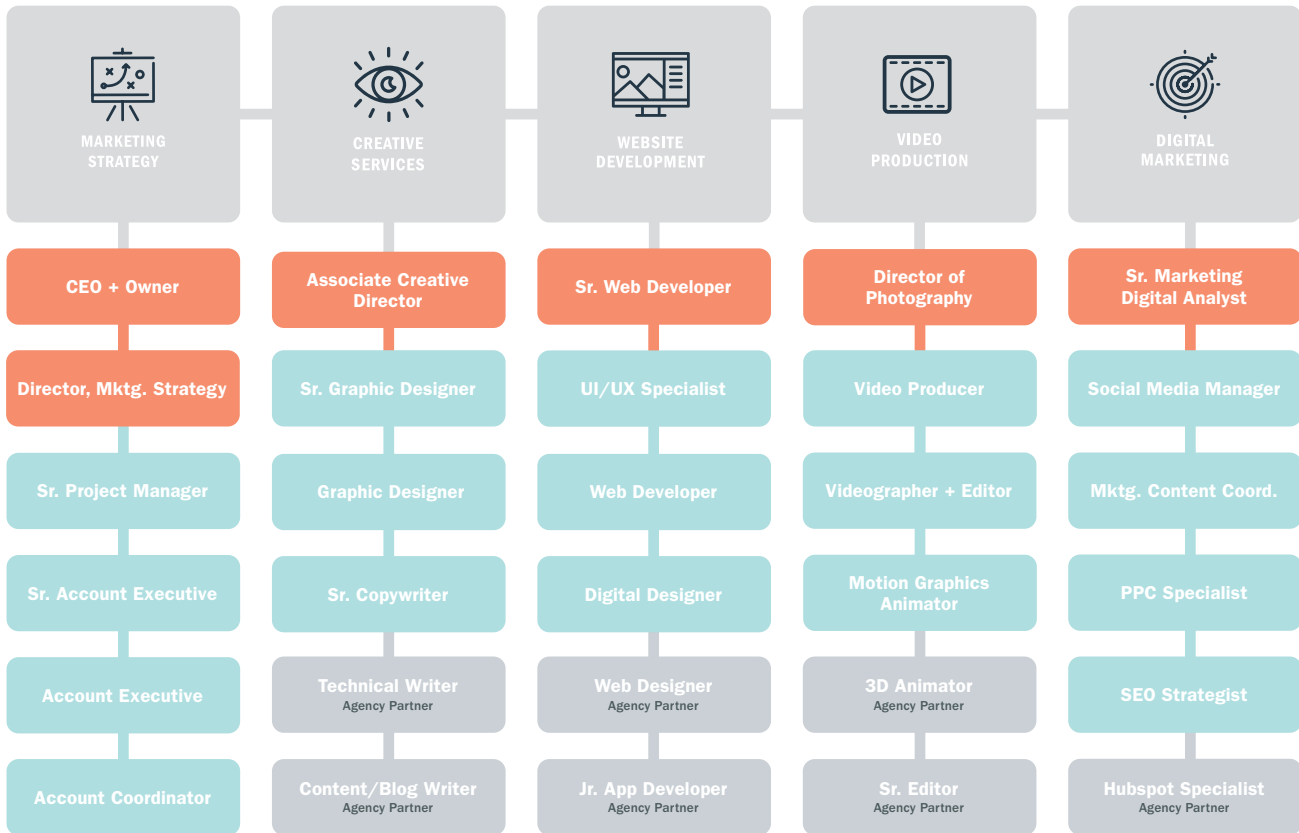 MARKETING
STRATEGY
CREATIVE
SERVICES
WEBSITE
DEVELOPMENT
VIDEO
PRODUCTION
DIGITAL
MARKETING
CEO + Owner
Associate Creative
Director
Sr. Web Developer
Director of
Photography
Sr. Marketing
Digital Analyst
Director, Mktg. Strategy
Sr. Graphic Designer
UI/UX Specialist
Video Producer
Social Media Manager
Sr. Project Manager
Graphic Designer
Web Developer
Videographer + Editor
Mktg. Content Coord.
Sr. Account Executive
Sr. Copywriter
Digital Designer
Motion Graphics
Animator
PPC Specialist
Account Executive
Technical Writer
Agency Partner
Web Designer
Agency Partner
3D Animator
Agency Partner
SEO Strategist
Account Coordinator
Content/Blog Writer
Agency Partner
Jr. App Developer
Agency Partner
Sr. Editor
Agency Partner
Hubspot Specialist
Agency Partner